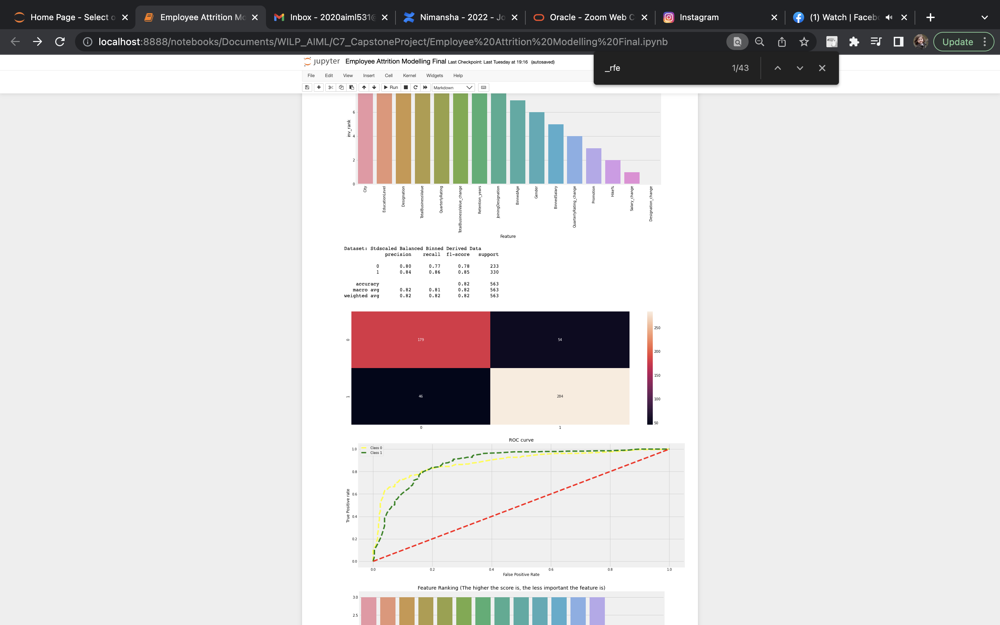 Home Page - Select o
Employee Attrition Mo
Inbox - 2020aiml531@
Nimansha - 2022 - Jo
Oracle - Zoom Web C
Instagram
(1) Watch | Facebo
localhost:8888/notebooks/Documents/WILP_AIML/C7_CapstoneProject/Employee%20Attrition%20Modelling%20Final.ipynb
Update
_rfe 1/43
jupyter Employee Attrition Modelling Final Last Checkpoint: Last Tuesday at 19:16 (autosaved)
File Edit View Insert Cell Kernel Widgets Help
Run Markdown
inv_rank
6
4
2
0
City
EducationLevel
Designation
TotalBusinessValue
QuarterlyRating
TotalBusinessValue_change
Retention_years
JoiningDesignation
BinnedAge
Gender
BinnedSalary
QuarterlyRating_change
Promotion
Hike%
Salary_change
Designation_change
Feature
Dataset: Stdscaled Balanced Binned Derived Data
precision recall f1-score support
0 0.80 0.77 0.78 233
1 0.84 0.86 0.85 330
accuracy 0.82 563
macro avg 0.82 0.81 0.82 563
weighted avg 0.82 0.82 0.82 563
0
179 54
1
46 284
0 1
250
200
150
100
50
ROC curve
Class 0
Class 1
True Positive rate
1.0
0.8
0.6
0.4
0.2
0.0
0.0 0.2 0.4 0.6 0.8 1.0
False Positive Rate
Feature Ranking (The higher the score is, the less important the feature is)
3.0
2.5